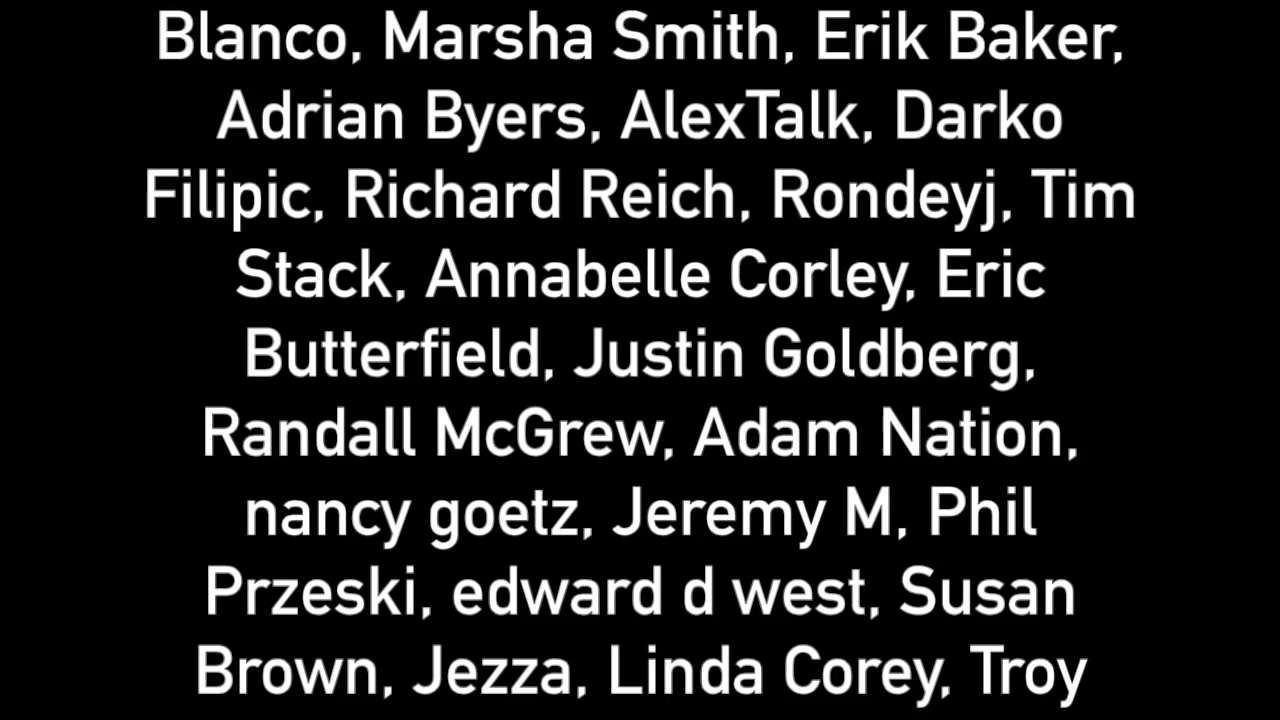 Blanco, Marsha Smith, Erik Baker,
Adrian Byers, AlexTalk, Darko
Filipic, Richard Reich, Rondeyj, Tim
Stack, Annabelle Corley, Eric
Butterfield, Justin Goldberg,
Randall McGrew, Adam Nation,
nancy goetz, Jeremy M, Phil
Przeski, edward d west, Susan
Brown, Jezza, Linda Corey, Troy